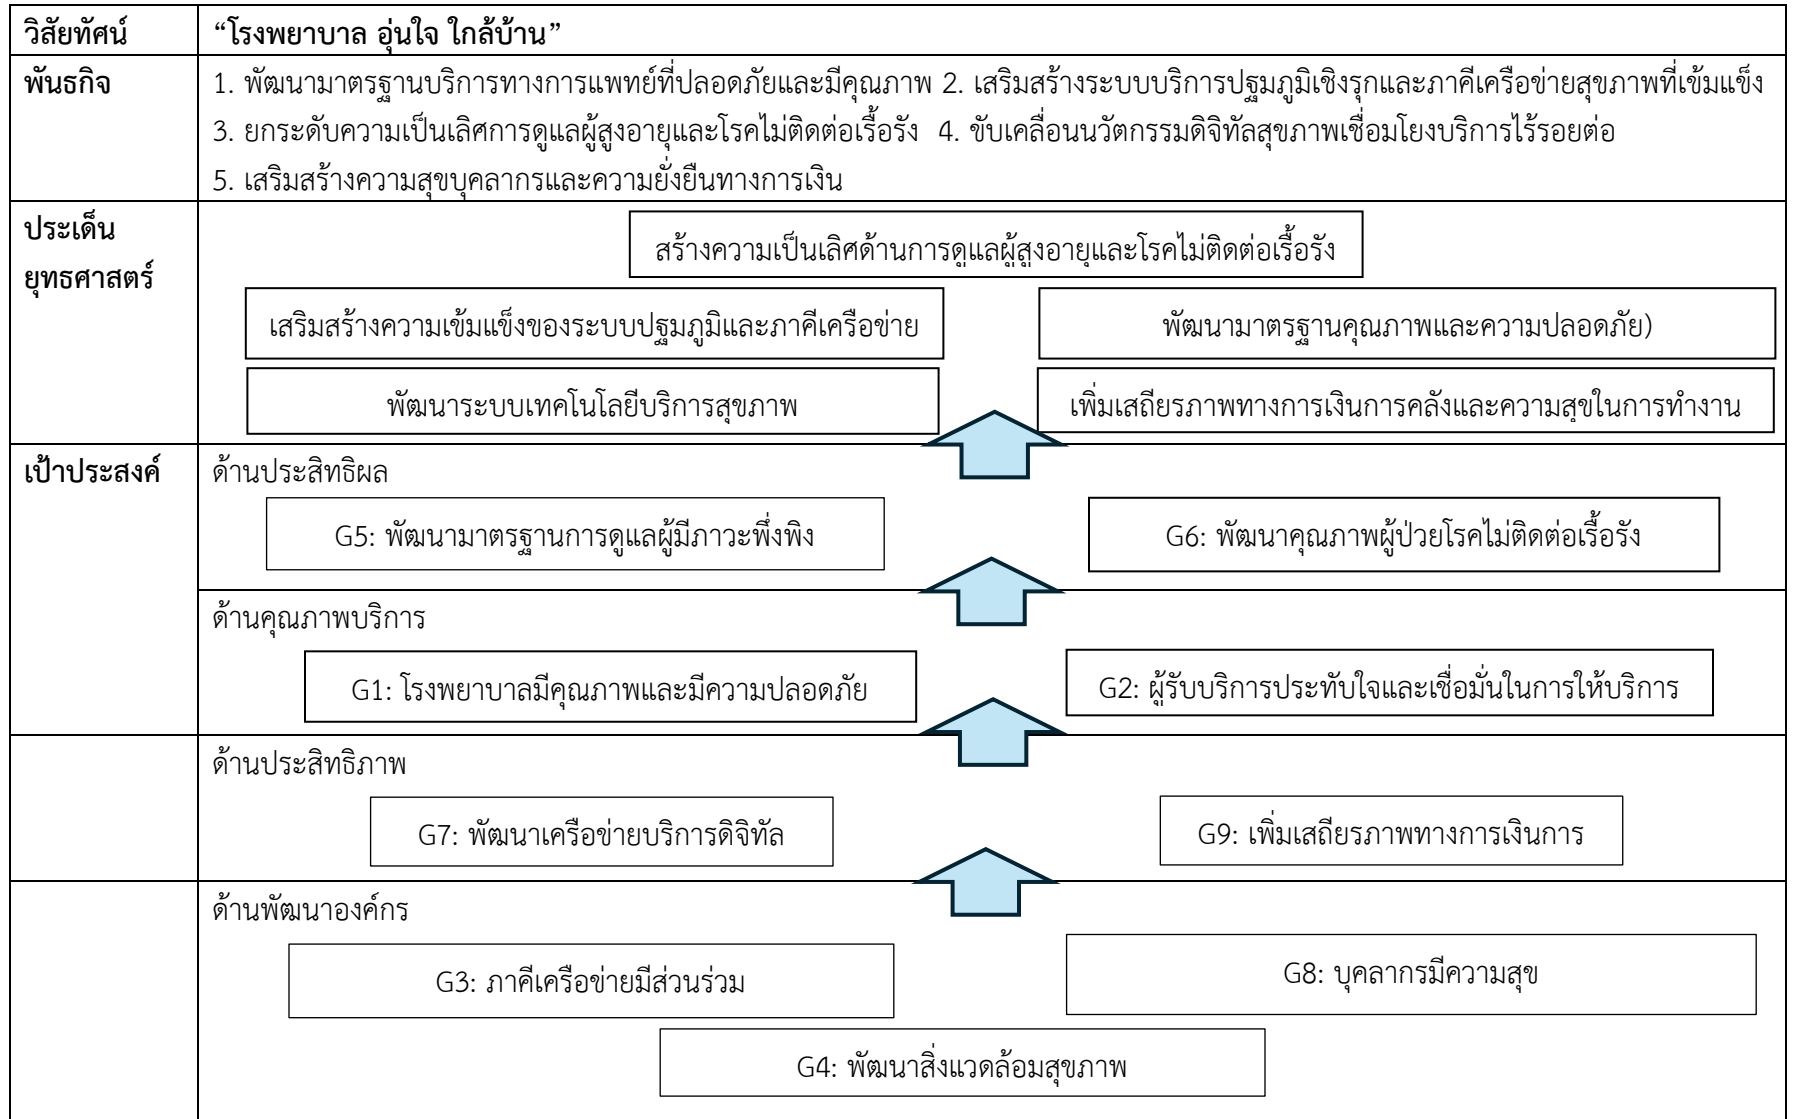 วิสัยทัศน์
“โรงพยาบาล อุ่นใจ ใกล้บ้าน”
พันธกิจ
1. พัฒนามาตรฐานบริการทางการแพทย์ที่ปลอดภัยและมีคุณภาพ 2. เสริมสร้างระบบบริการปฐมภูมิเชิงรุกและภาคีเครือข่ายสุขภาพที่เข้มแข็ง
3. ยกระดับความเป็นเลิศการดูแลผู้สูงอายุและโรคไม่ติดต่อเรื้อรัง 4. ขับเคลื่อนนวัตกรรมดิจิทัลสุขภาพเชื่อมโยงบริการไร้รอยต่อ
5. เสริมสร้างความสุขบุคลากรและความยั่งยืนทางการเงิน
ประเด็น
ยุทธศาสตร์
สร้างความเป็นเลิศด้านการดูแลผู้สูงอายุและโรคไม่ติดต่อเรื้อรัง
เสริมสร้างความเข้มแข็งของระบบปฐมภูมิและภาคีเครือข่าย
พัฒนามาตรฐานคุณภาพและความปลอดภัย)
พัฒนาระบบเทคโนโลยีบริการสุขภาพ
เพิ่มเสถียรภาพทางการเงินการคลังและความสุขในการทำงาน
เป้าประสงค์
ด้านประสิทธิผล
G5: พัฒนามาตรฐานการดูแลผู้มีภาวะพึ่งพิง
G6: พัฒนาคุณภาพผู้ป่วยโรคไม่ติดต่อเรื้อรัง
ด้านคุณภาพบริการ
G1: โรงพยาบาลมีคุณภาพและมีความปลอดภัย
G2: ผู้รับบริการประทับใจและเชื่อมั่นในการให้บริการ
ด้านประสิทธิภาพ
G7: พัฒนาเครือข่ายบริการดิจิทัล
G9: เพิ่มเสถียรภาพทางการเงินการ
ด้านพัฒนาองค์กร
G3: ภาคีเครือข่ายมีส่วนร่วม
G8: บุคลากรมีความสุข
G4: พัฒนาสิ่งแวดล้อมสุขภาพ